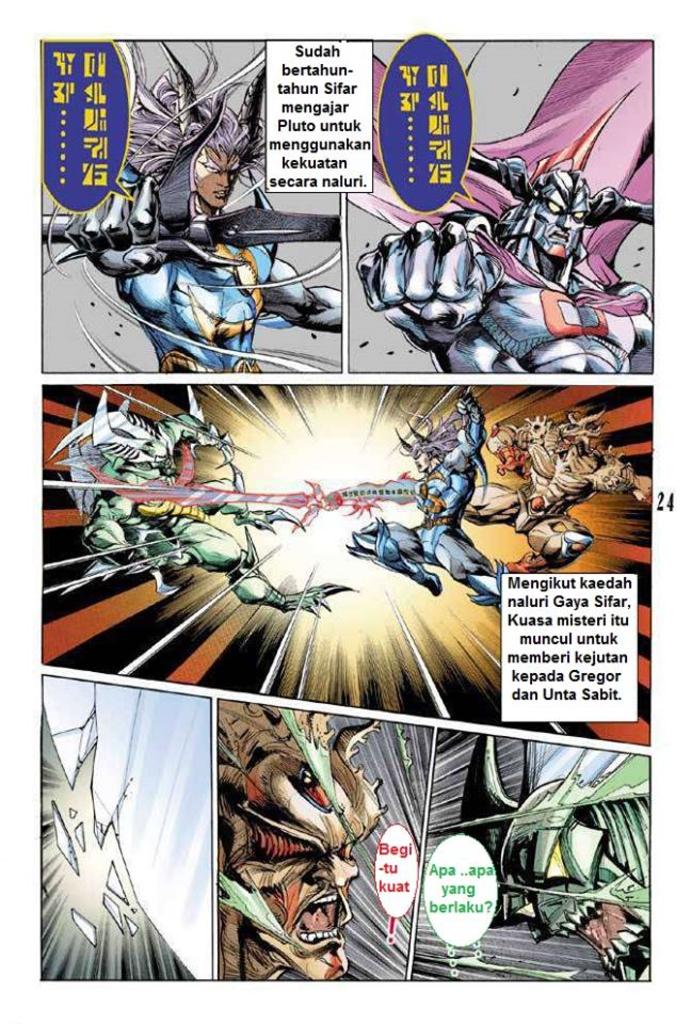 Sudah
bertahun-
tahun Sifar
mengajar
Pluto untuk
menggunakan
kekuatan
secara naluri.
24
Mengikut kaedah
naluri Gaya Sifar,
Kuasa misteri itu
muncul untuk
memberi kejutan
kepada Gregor
dan Unta Sabit.
Begi
-tu
kuat
!
Apa ..apa
yang
berlaku?